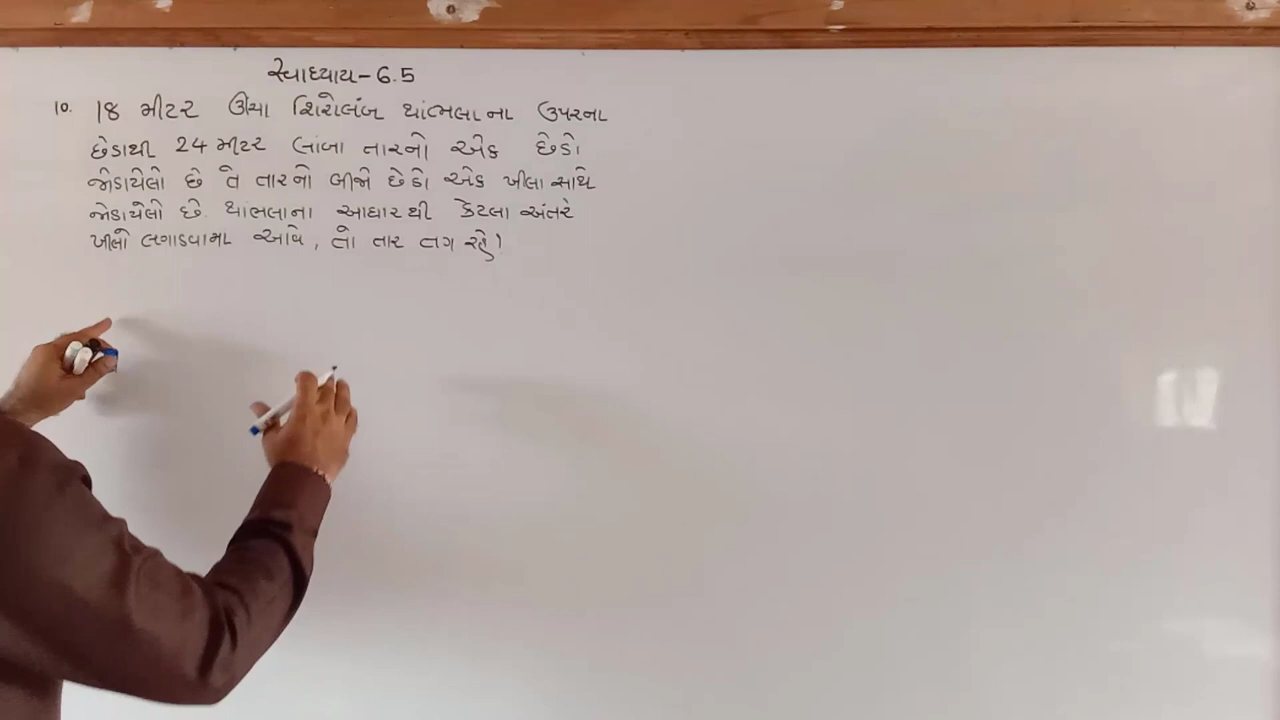 સ્વાધ્યાય - 6.5
10. 18 મીટર ઊંચા શિરોલંબ થાંભલાના ઉપરના
છેડાથી 24 મીટર લાંબા તારનો એક છેડો
જોડાયેલો છે તે તારનો બીજો છેડો એક ખીલા સાથે
જોડાયેલો છે. થાંભલાના આધારથી કેટલા અંતરે
ખીલો લગાડવામા આવે, તો તાર તંગ રહે!